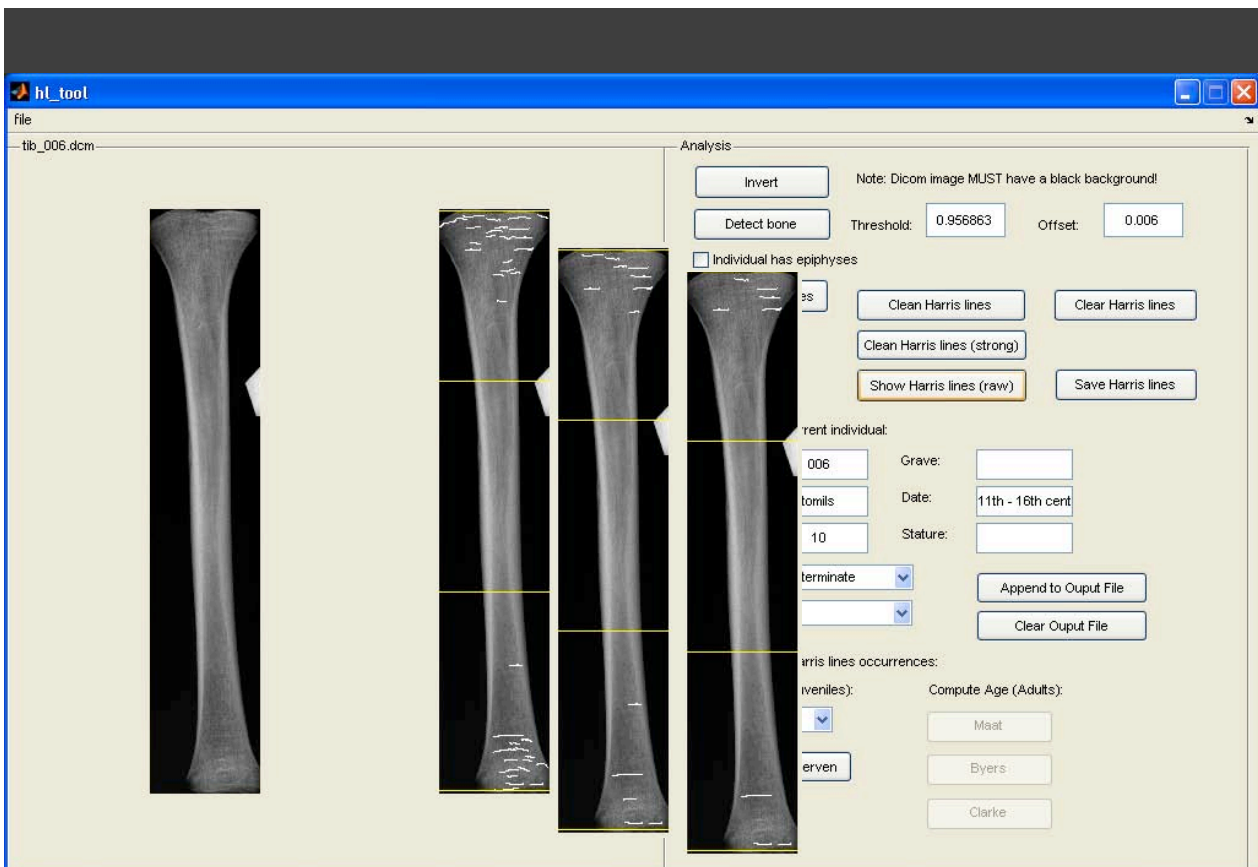 hl_tool
file
tib_006.dcm
Analysis
Invert
Note: Dicom image MUST have a black background!
Detect bone
Threshold:
0.956863
Offset:
0.006
Individual has epiphyses
Clean Harris lines
Clear Harris lines
Clean Harris lines (strong)
Show Harris lines (raw)
Save Harris lines
rrent individual:
006
Grave:
tomils
Date:
11th - 16th cent
10
Stature:
terminate
Append to Ouput File
Clear Ouput File
arris lines occurrences:
uveniles):
Compute Age (Adults):
Maat
erven
Byers
Clarke